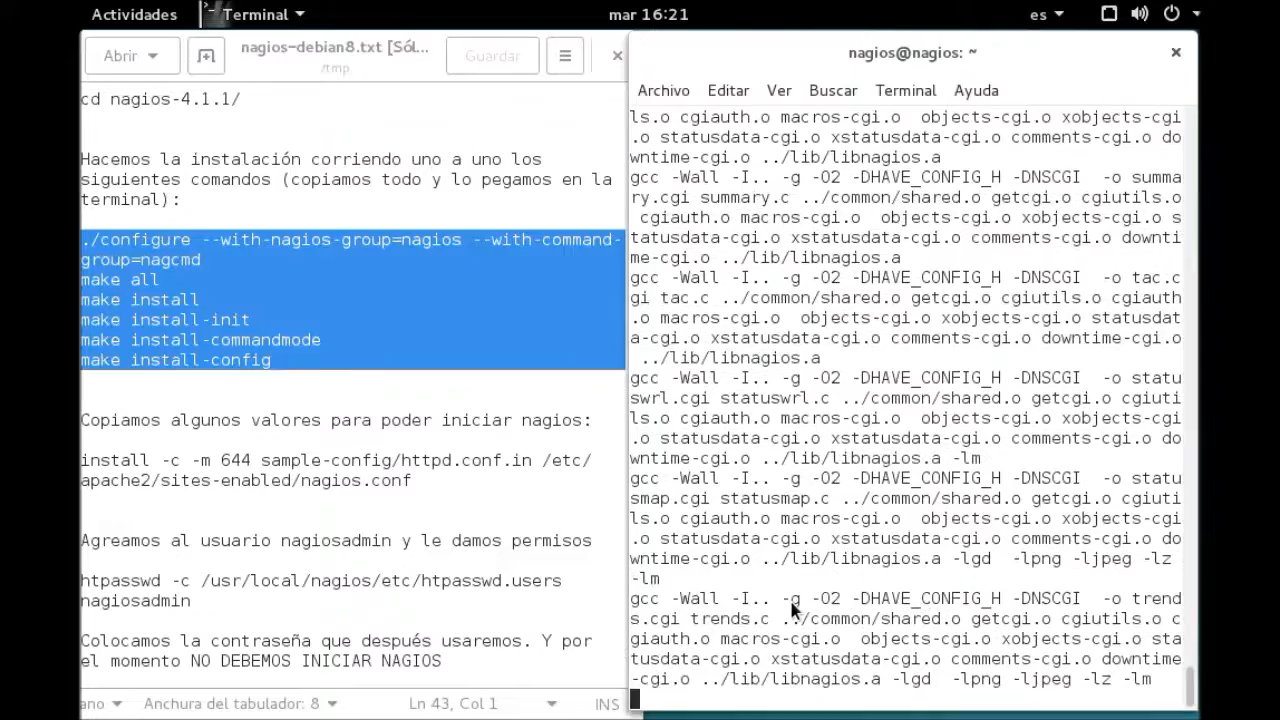 Actividades
Terminal
mar 16:21
es
Abrir
nagios-debian8.txt [Sól...
/tmp
Guardar
cd nagios-4.1.1/
Hacemos la instalación corriendo uno a uno los
siguientes comandos (copiamos todo y lo pegamos en la
terminal):
./configure --with-nagios-group=nagios --with-command-
group=nagcmd
make all
make install
make install-init
make install-commandmode
make install-config
Copiamos algunos valores para poder iniciar nagios:
install -c -m 644 sample-config/httpd.conf.in /etc/
apache2/sites-enabled/nagios.conf
Agreamos al usuario nagiosadmin y le damos permisos
htpasswd -c /usr/local/nagios/etc/htpasswd.users
nagiosadmin
Colocamos la contraseña que después usaremos. Y por
el momento NO DEBEMOS INICIAR NAGIOS
ano
Anchura del tabulador: 8
Ln 43, Col 1
INS
nagios@nagios: ~
Archivo Editar Ver Buscar Terminal Ayuda
ls.o cgiauth.o macros-cgi.o  objects-cgi.o xobjects-cgi
.o statusdata-cgi.o xstatusdata-cgi.o comments-cgi.o do
wntime-cgi.o ../lib/libnagios.a
gcc -Wall -I.. -g -O2 -DHAVE_CONFIG_H -DNSCGI  -o summa
ry.cgi summary.c ../common/shared.o getcgi.o cgiutils.o
 cgiauth.o macros-cgi.o  objects-cgi.o xobjects-cgi.o s
tatusdata-cgi.o xstatusdata-cgi.o comments-cgi.o downti
me-cgi.o ../lib/libnagios.a
gcc -Wall -I.. -g -O2 -DHAVE_CONFIG_H -DNSCGI  -o tac.c
gi tac.c ../common/shared.o getcgi.o cgiutils.o cgiauth
.o macros-cgi.o  objects-cgi.o xobjects-cgi.o statusdat
a-cgi.o xstatusdata-cgi.o comments-cgi.o downtime-cgi.o
 ../lib/libnagios.a
gcc -Wall -I.. -g -O2 -DHAVE_CONFIG_H -DNSCGI  -o statu
swrl.cgi statuswrl.c ../common/shared.o getcgi.o cgiuti
ls.o cgiauth.o macros-cgi.o  objects-cgi.o xobjects-cgi
.o statusdata-cgi.o xstatusdata-cgi.o comments-cgi.o do
wntime-cgi.o ../lib/libnagios.a -lm
gcc -Wall -I.. -g -O2 -DHAVE_CONFIG_H -DNSCGI  -o statu
smap.cgi statusmap.c ../common/shared.o getcgi.o cgiuti
ls.o cgiauth.o macros-cgi.o  objects-cgi.o xobjects-cgi
.o statusdata-cgi.o xstatusdata-cgi.o comments-cgi.o do
wntime-cgi.o ../lib/libnagios.a -lgd  -lpng -ljpeg -lz
-lm
gcc -Wall -I.. -g -O2 -DHAVE_CONFIG_H -DNSCGI  -o trend
s.cgi trends.c ../common/shared.o getcgi.o cgiutils.o c
giauth.o macros-cgi.o  objects-cgi.o xobjects-cgi.o sta
tusdata-cgi.o xstatusdata-cgi.o comments-cgi.o downtime
-cgi.o ../lib/libnagios.a -lgd  -lpng -ljpeg -lz -lm